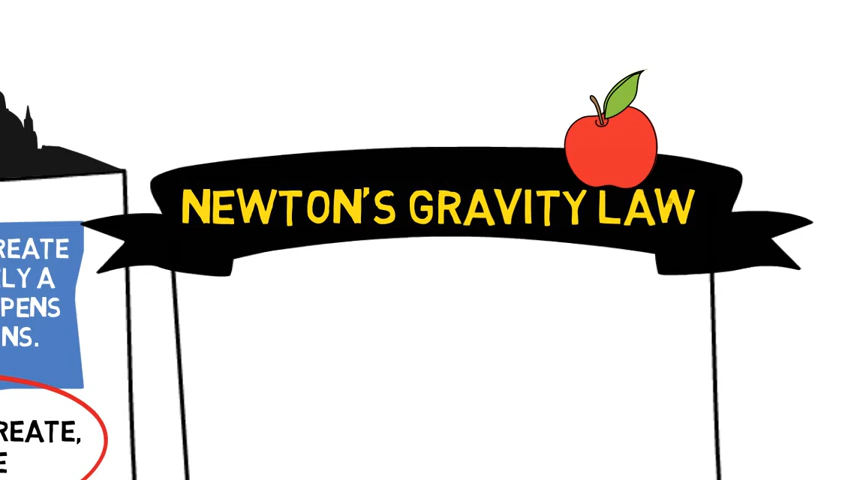 REATE
LY A
PENS
NS.
REATE,
E
NEWTON'S GRAVITY LAW